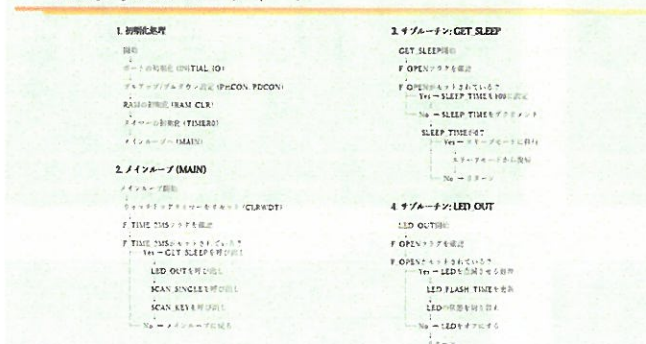 1. 初期化処理
開始
ポートの初期化 (INITIAL_IO)
プルアップ/プルダウン設定 (PHCON, PDCON)
RAMの初期化 (RAM_CLR)
タイマーの初期化 (TIMER0)
メインループへ (MAIN)
2. メインループ (MAIN)
メインループ開始
ウォッチドッグタイマーをリセット (CLRWDT)
F_TIME_2MSフラグを確認
F_TIME_2MSがセットされている?
Yes → GET_SLEEPを呼び出し
LED_OUTを呼び出し
SCAN_SINGLEを呼び出し
SCAN_KEYを呼び出し
No → メインループに戻る
3. サブルーチン: GET_SLEEP
GET_SLEEP開始
F_OPENフラグを確認
F_OPENがセットされている?
Yes → SLEEP_TIMEを100に設定
No → SLEEP_TIMEをデクリメント
SLEEP_TIMEが0?
Yes → スリープモードに移行
スリープモードから復帰
No → リターン
4. サブルーチン: LED_OUT
LED_OUT開始
F_OPENフラグを確認
F_OPENがセットされている?
Yes → LEDを点滅させる処理
LED_FLASH_TIMEを更新
LEDの状態を切り替え
No → LEDをオフにする